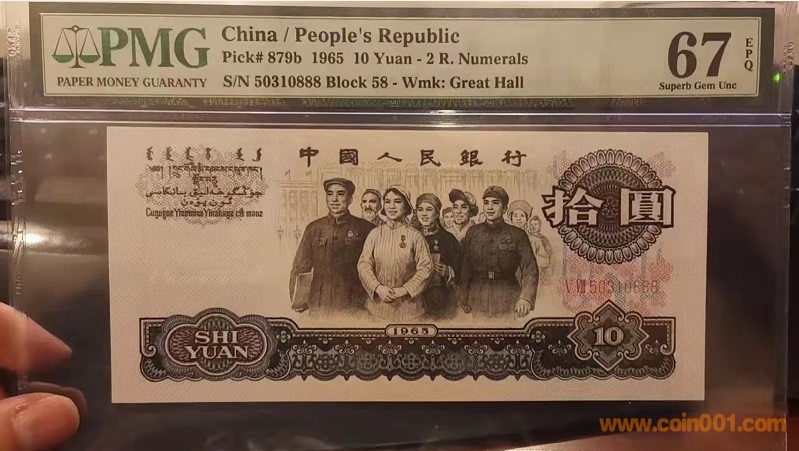 PMG
PAPER MONEY GUARANTY
China / People's Republic
Pick# 879b 1965 10 Yuan - 2 R. Numerals
S/N 50310888 Block 58 - Wmk: Great Hall
67
EPQ
Superb Gem Unc
中國人民銀行
拾圓
VⅧ50310888
1965
SHI
YUAN
10
www.coin001.com